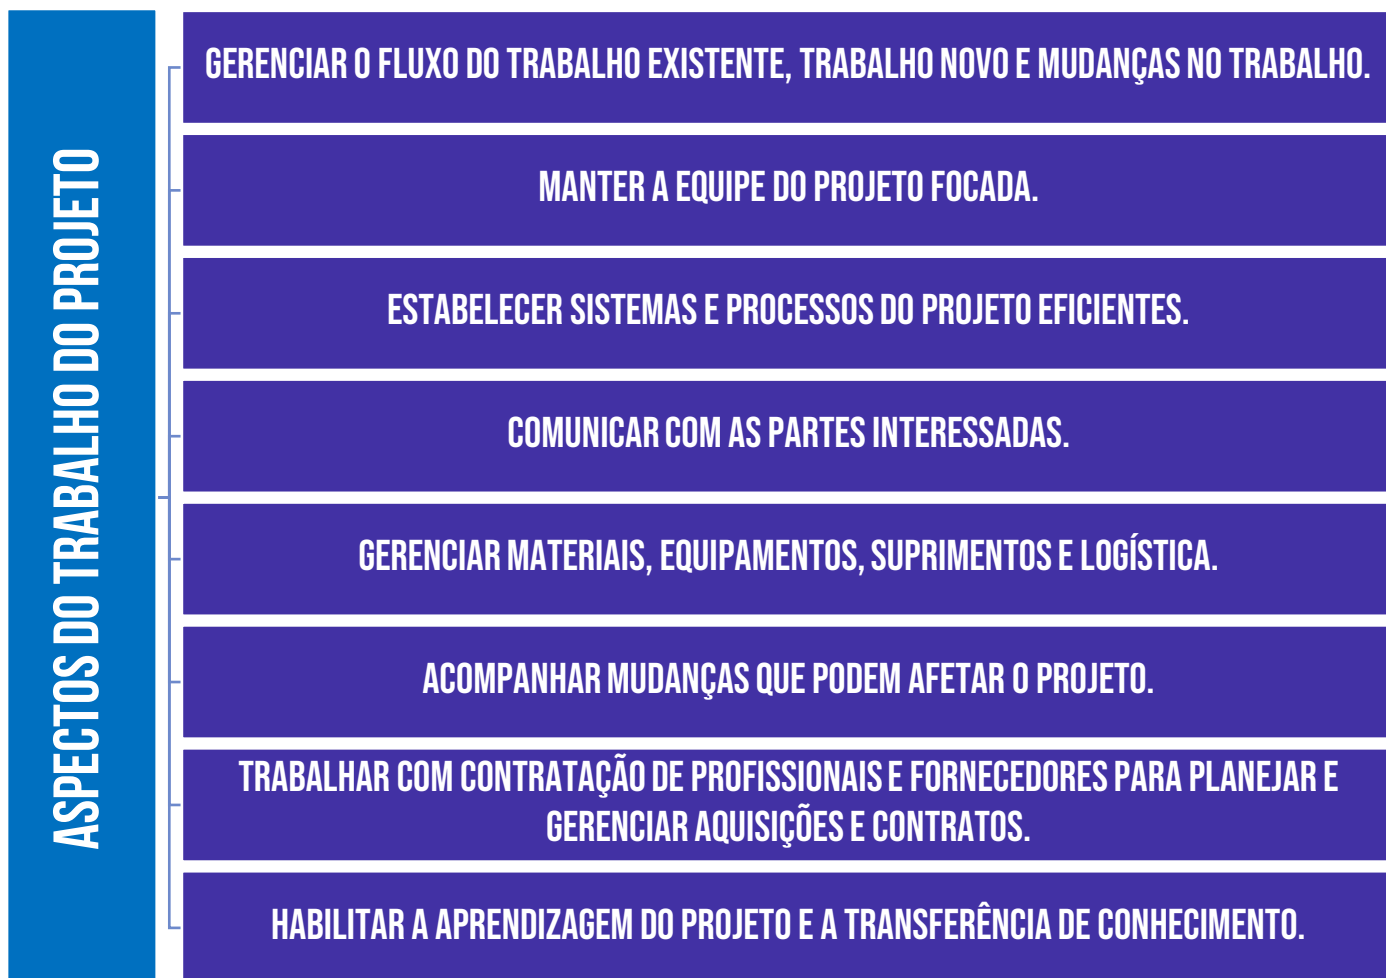 ASPECTOS DO TRABALHO DO PROJETO
GERENCIAR O FLUXO DO TRABALHO EXISTENTE, TRABALHO NOVO E MUDANÇAS NO TRABALHO.
MANTER A EQUIPE DO PROJETO FOCADA.
ESTABELECER SISTEMAS E PROCESSOS DO PROJETO EFICIENTES.
COMUNICAR COM AS PARTES INTERESSADAS.
GERENCIAR MATERIAIS, EQUIPAMENTOS, SUPRIMENTOS E LOGÍSTICA.
ACOMPANHAR MUDANÇAS QUE PODEM AFETAR O PROJETO.
TRABALHAR COM CONTRATAÇÃO DE PROFISSIONAIS E FORNECEDORES PARA PLANEJAR E
GERENCIAR AQUISIÇÕES E CONTRATOS.
HABILITAR A APRENDIZAGEM DO PROJETO E A TRANSFERÊNCIA DE CONHECIMENTO.